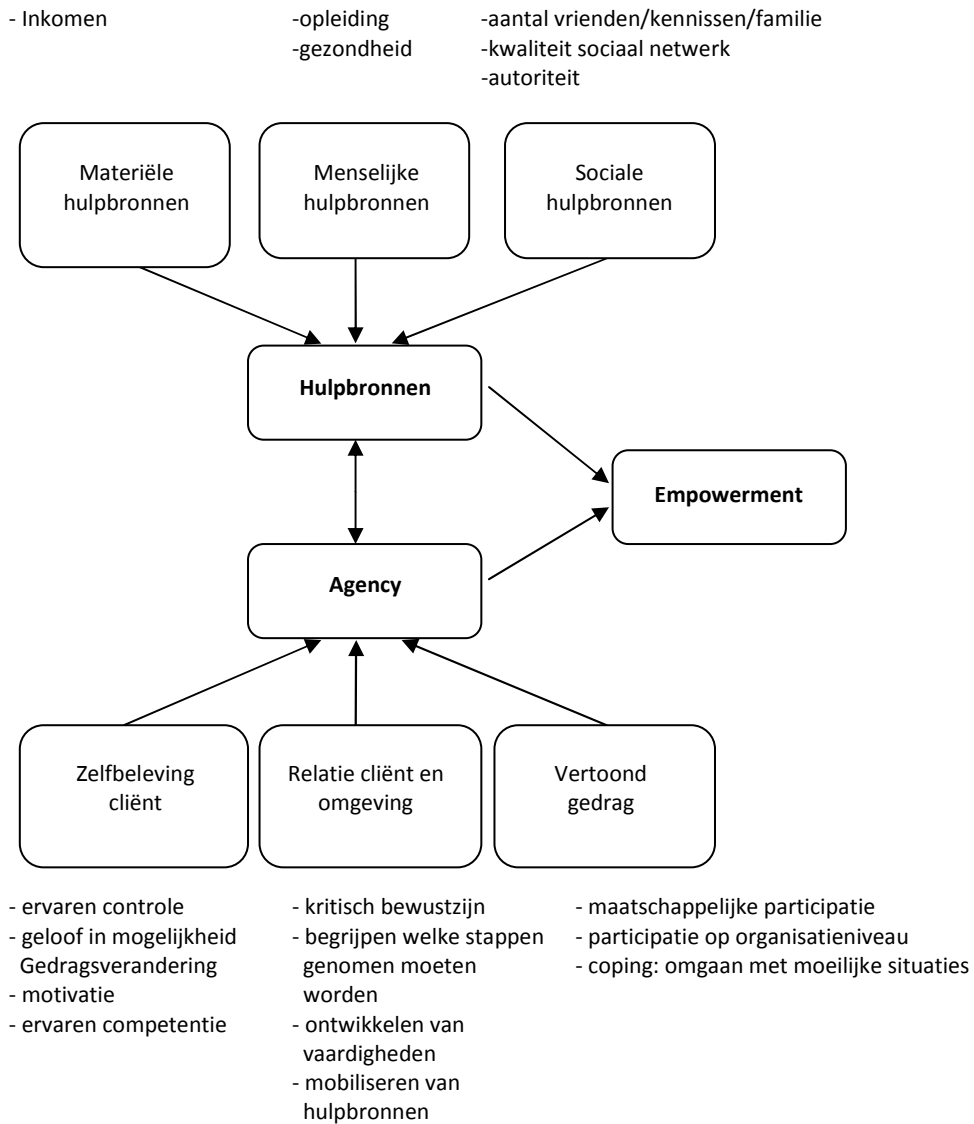 - Inkomen
-opleiding
-gezondheid
-aantal vrienden/kennissen/familie
-kwaliteit sociaal netwerk
-autoriteit
Materiële
hulpbronnen
Menselijke
hulpbronnen
Sociale
hulpbronnen
Hulpbronnen
Empowerment
Agency
Zelfbeleving
cliënt
Relatie cliënt en
omgeving
Vertoond
gedrag
- ervaren controle
- geloof in mogelijkheid
Gedragsverandering
- motivatie
- ervaren competentie
- kritisch bewustzijn
- begrijpen welke stappen
genomen moeten
worden
- ontwikkelen van
vaardigheden
- mobiliseren van
hulpbronnen
- maatschappelijke participatie
- participatie op organisatieniveau
- coping: omgaan met moeilijke situaties